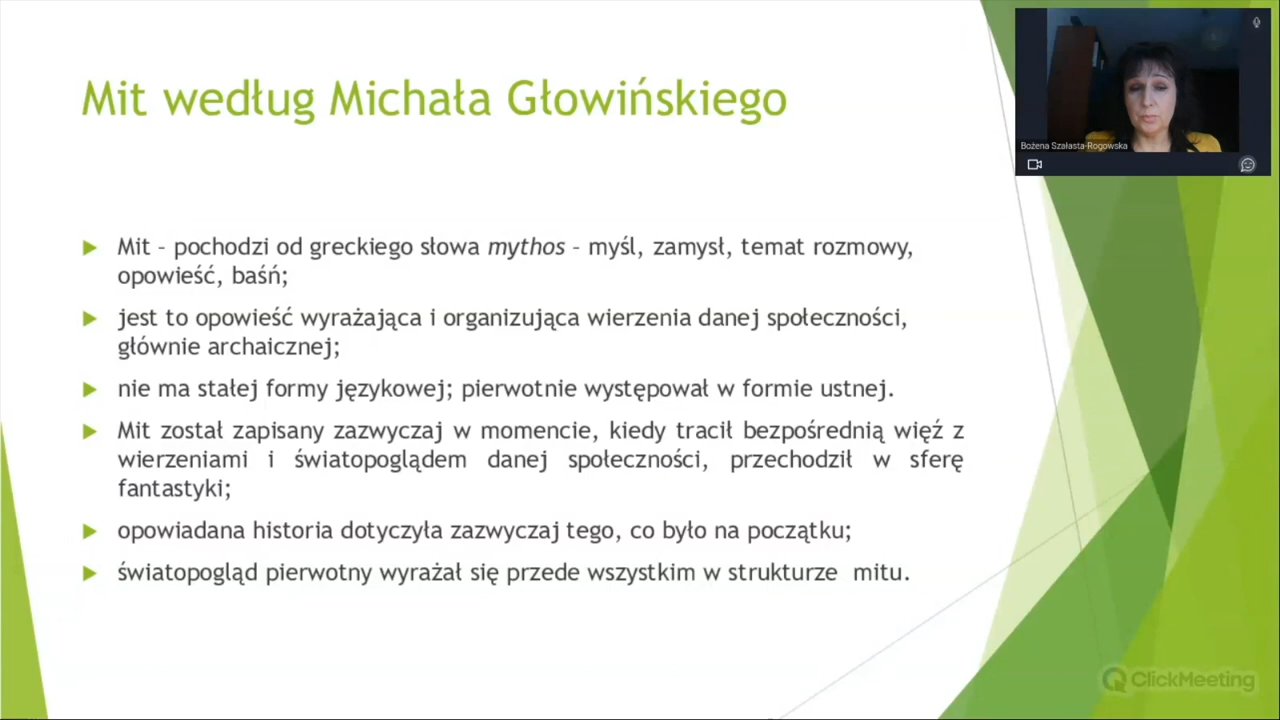 Mit według Michała Głowińskiego
Bożena Szałasta-Rogowska
Mit – pochodzi od greckiego słowa mythos – myśl, zamysł, temat rozmowy,
opowieść, baśń;
jest to opowieść wyrażająca i organizująca wierzenia danej społeczności,
głównie archaicznej;
nie ma stałej formy językowej; pierwotnie występował w formie ustnej.
Mit został zapisany zazwyczaj w momencie, kiedy tracił bezpośrednią więź z
wierzeniami i światopoglądem danej społeczności, przechodził w sferę
fantastyki;
opowiadana historia dotyczyła zazwyczaj tego, co było na początku;
światopogląd pierwotny wyrażał się przede wszystkim w strukturze mitu.
ClickMeeting